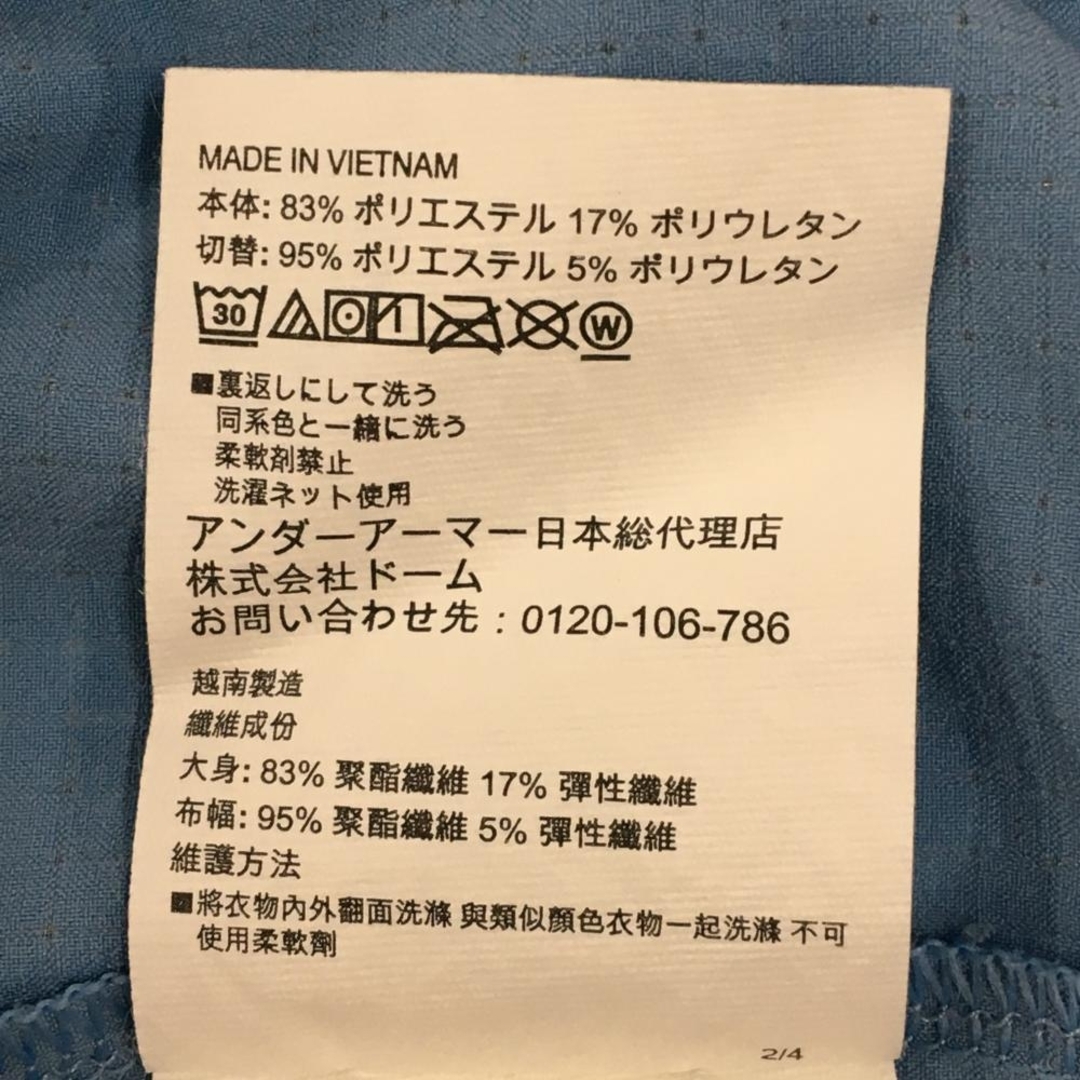 MADE IN VIETNAM
本体: 83% ポリエステル 17% ポリウレタン
切替: 95% ポリエステル 5% ポリウレタン
30 W
■裏返しにして洗う
同系色と一緒に洗う
柔軟剤禁止
洗濯ネット使用
アンダーアーマー日本総代理店
株式会社ドーム
お問い合わせ先 : 0120-106-786
越南製造
纖維成份
大身: 83% 聚酯纖維 17% 彈性纖維
布幅: 95% 聚酯纖維 5% 彈性纖維
維護方法
■將衣物內外翻面洗滌 與類似顏色衣物一起洗滌 不可
使用柔軟劑
2/4